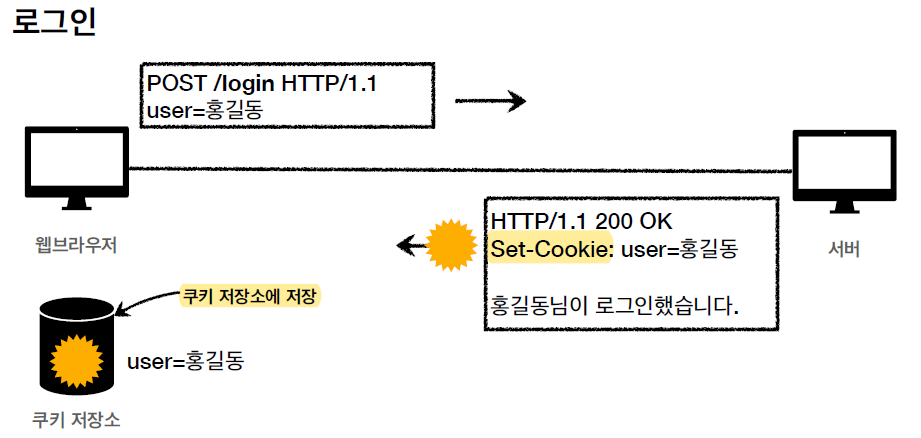 로그인
POST /login HTTP/1.1
user=홍길동
웹브라우저
서버
HTTP/1.1 200 OK
Set-Cookie: user=홍길동
홍길동님이 로그인했습니다.
쿠키 저장소에 저장
user=홍길동
쿠키 저장소